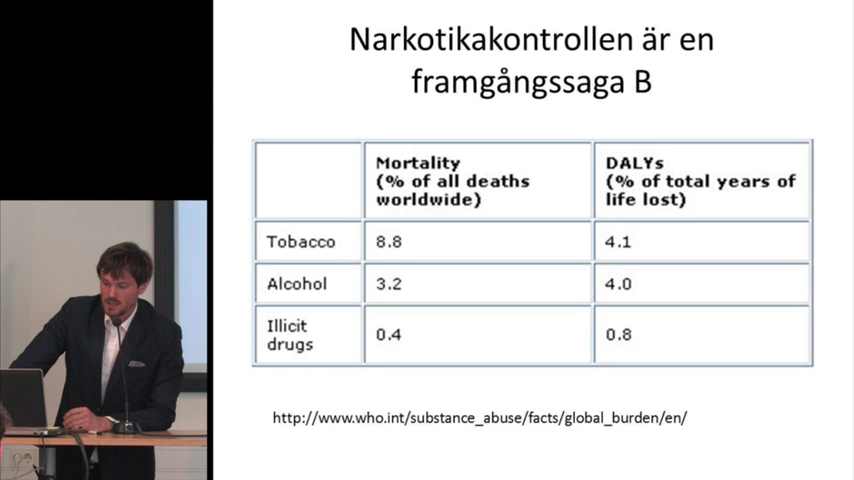 Narkotikakontrollen är en
framgångssaga B
Mortality
(% of all deaths
worldwide)
DALYs
(% of total years of
life lost)
Tobacco
8.8
4.1
Alcohol
3.2
4.0
Illicit
drugs
0.4
0.8
http://www.who.int/substance_abuse/facts/global_burden/en/